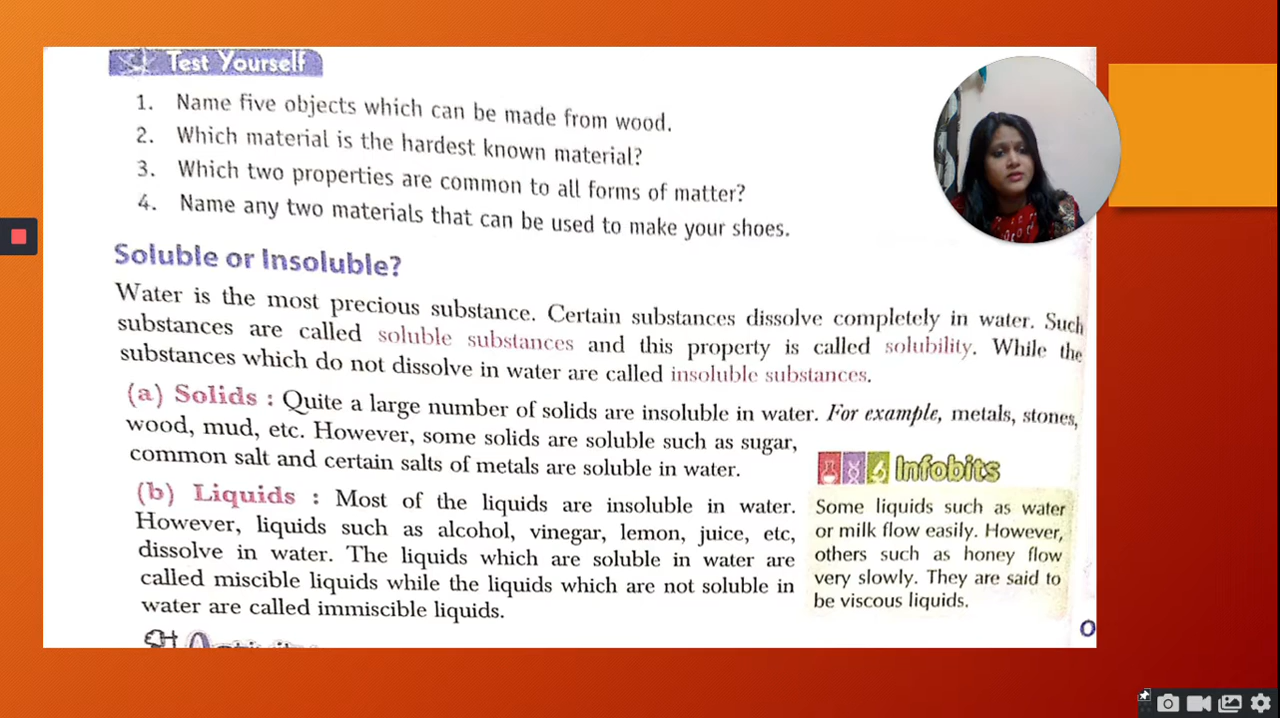 Test Yourself
1. Name five objects which can be made from wood.
2. Which material is the hardest known material?
3. Which two properties are common to all forms of matter?
4. Name any two materials that can be used to make your shoes.
Soluble or Insoluble?
Water is the most precious substance. Certain substances dissolve completely in water. Such
substances are called soluble substances and this property is called solubility. While the
substances which do not dissolve in water are called insoluble substances.
(a) Solids : Quite a large number of solids are insoluble in water. For example, metals, stones,
wood, mud, etc. However, some solids are soluble such as sugar,
common salt and certain salts of metals are soluble in water.
(b) Liquids : Most of the liquids are insoluble in water.
However, liquids such as alcohol, vinegar, lemon, juice, etc,
dissolve in water. The liquids which are soluble in water are
called miscible liquids while the liquids which are not soluble in
water are called immiscible liquids.
Infobits
Some liquids such as water
or milk flow easily. However,
others such as honey flow
very slowly. They are said to
be viscous liquids.